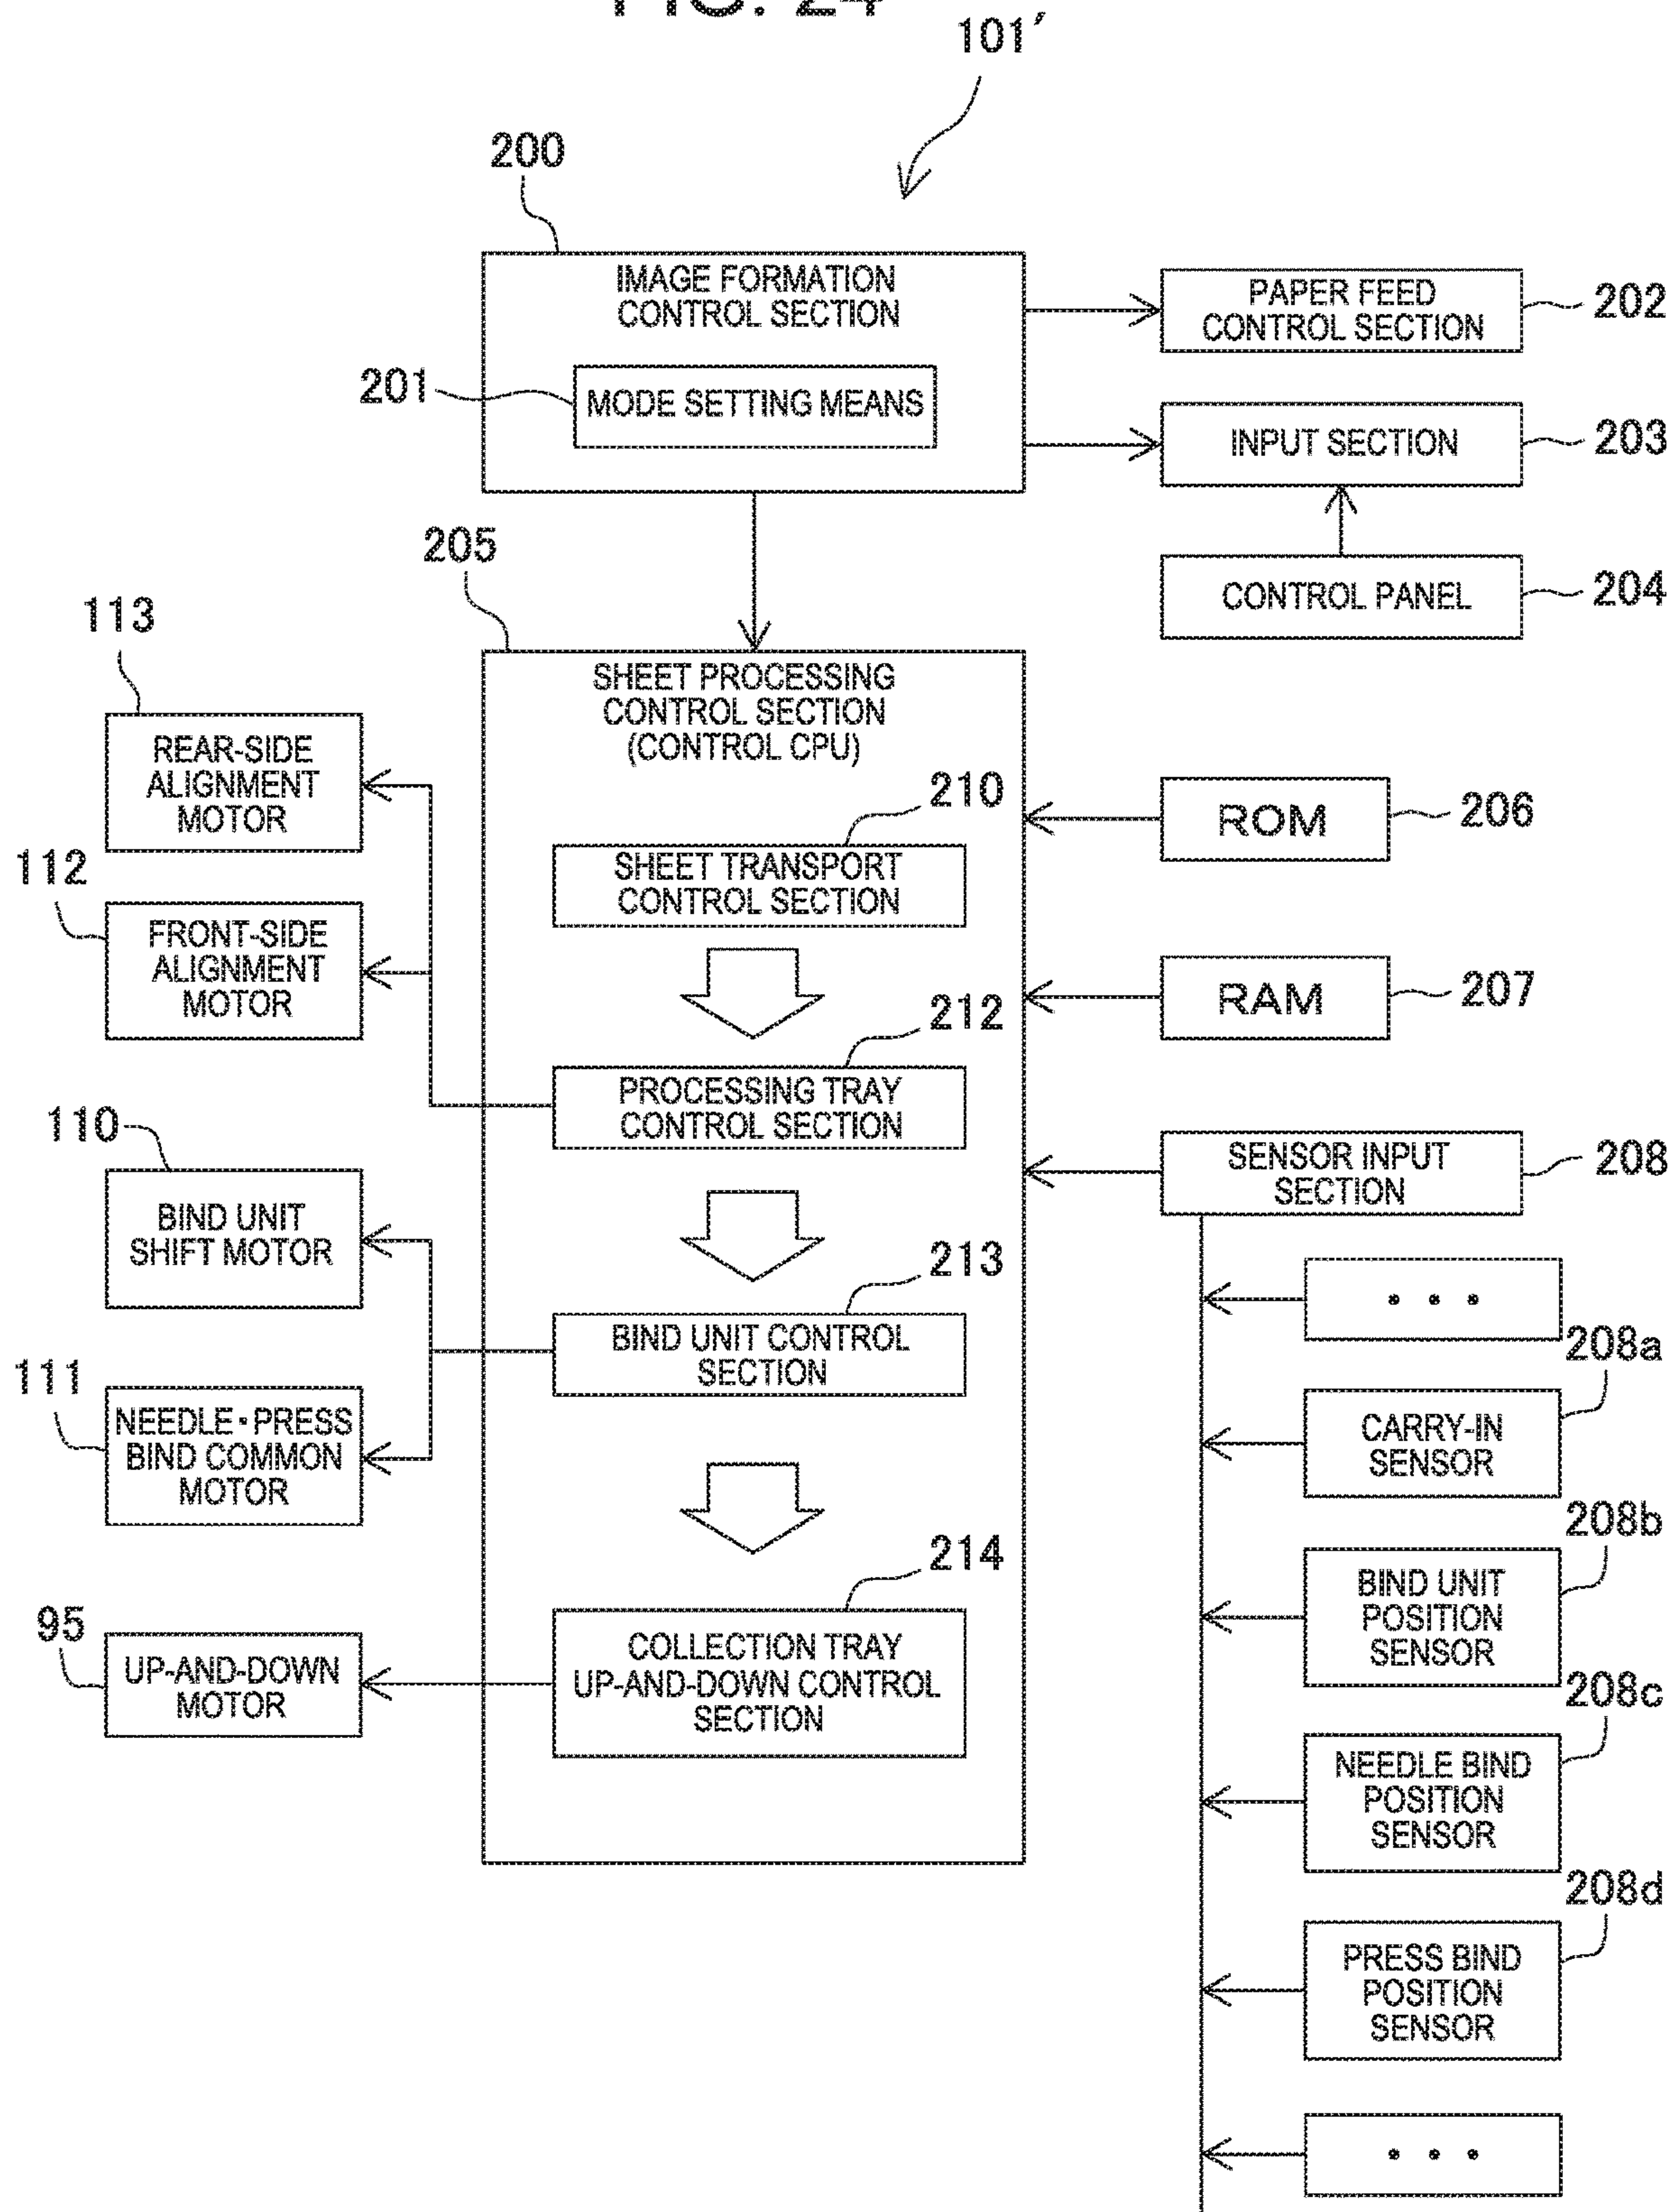 FIG. 24
101'
200
IMAGE FORMATION
CONTROL SECTION
201
MODE SETTING MEANS
PAPER FEED
CONTROL SECTION
202
INPUT SECTION
203
CONTROL PANEL
204
205
SHEET PROCESSING
CONTROL SECTION
(CONTROL CPU)
113
REAR-SIDE
ALIGNMENT
MOTOR
112
FRONT-SIDE
ALIGNMENT
MOTOR
210
SHEET TRANSPORT
CONTROL SECTION
ROM
206
RAM
207
212
PROCESSING TRAY
CONTROL SECTION
110
BIND UNIT
SHIFT MOTOR
SENSOR INPUT
SECTION
208
213
BIND UNIT CONTROL
SECTION
111
NEEDLE・PRESS
BIND COMMON
MOTOR
• • •
208a
CARRY-IN
SENSOR
208b
BIND UNIT
POSITION
SENSOR
214
COLLECTION TRAY
UP-AND-DOWN CONTROL
SECTION
95
UP-AND-DOWN
MOTOR
208c
NEEDLE BIND
POSITION
SENSOR
208d
PRESS BIND
POSITION
SENSOR
• • •